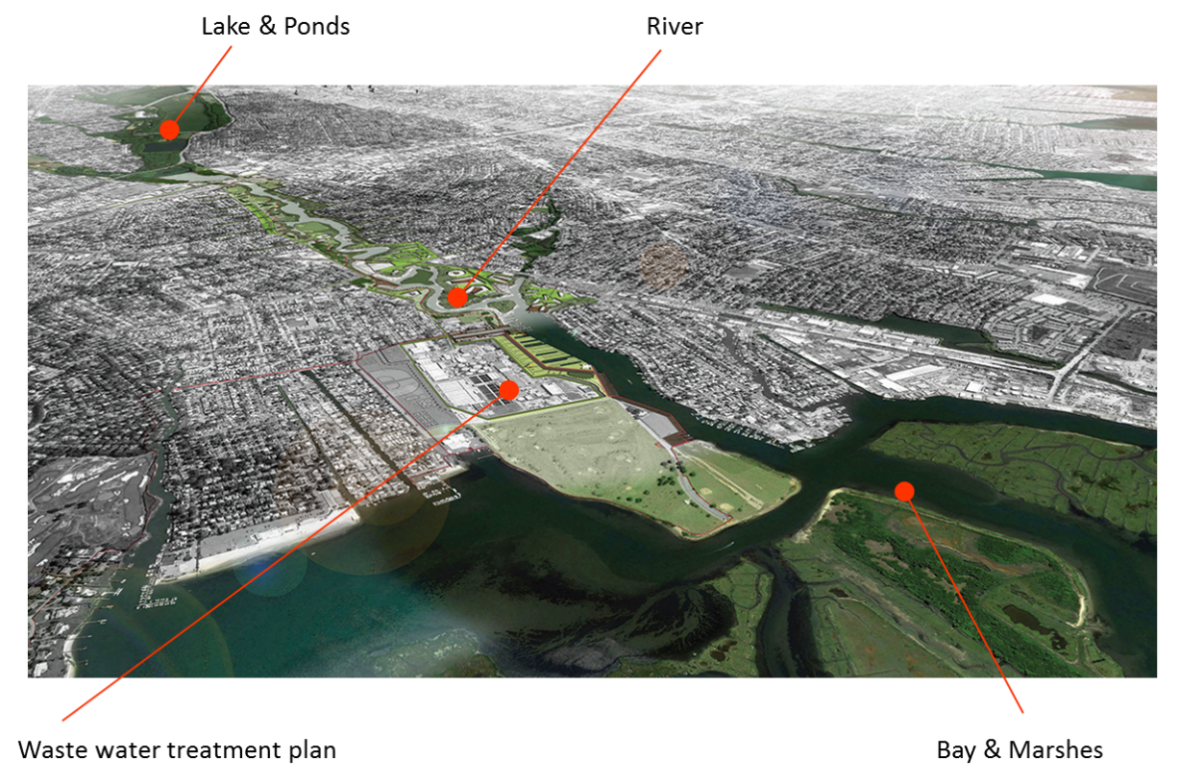 Lake & Ponds
River
Waste water treatment plan
Bay & Marshes